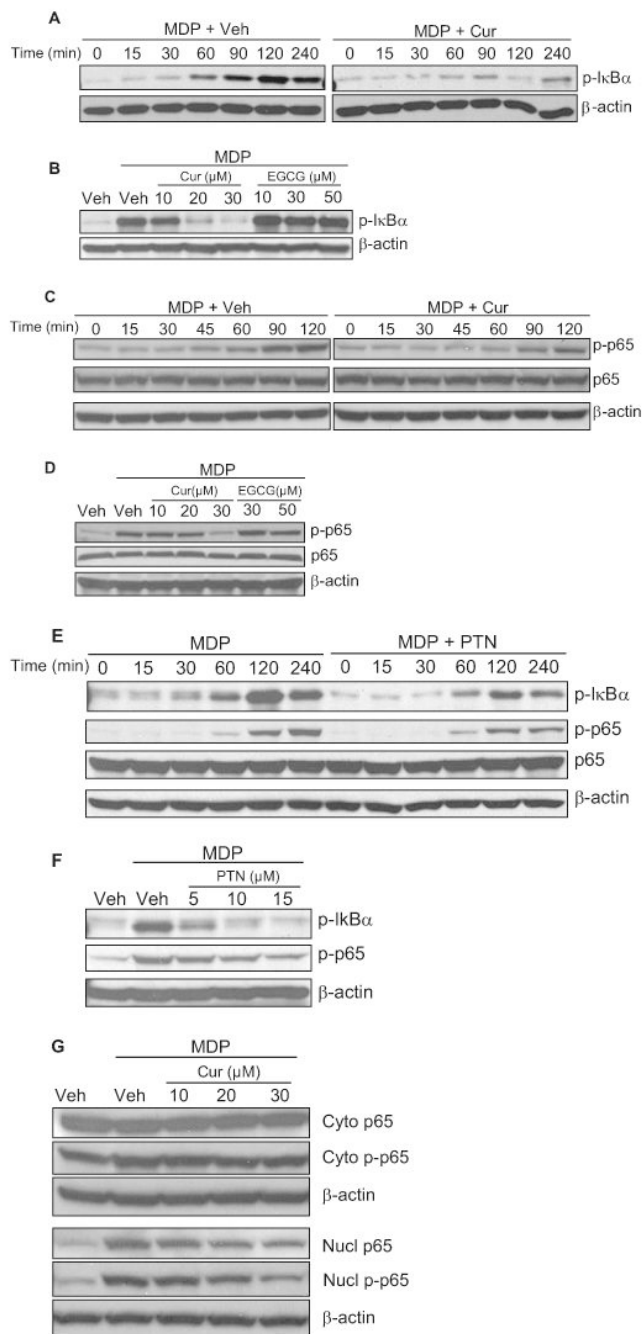 A
MDP + Veh MDP + Cur
Time (min) 0 15 30 60 90 120 240 0 15 30 60 90 120 240
p-IκBα
β-actin
B
MDP
Cur (μM) EGCG (μM)
Veh Veh 10 20 30 10 30 50
p-IκBα
β-actin
C
MDP + Veh MDP + Cur
Time (min) 0 15 30 45 60 90 120 0 15 30 45 60 90 120
p-p65
p65
β-actin
D
MDP
Cur(μM) EGCG(μM)
Veh Veh 10 20 30 30 50
p-p65
p65
β-actin
E
MDP MDP + PTN
Time (min) 0 15 30 60 120 240 0 15 30 60 120 240
p-IκBα
p-p65
p65
β-actin
F
MDP
PTN (μM)
Veh Veh 5 10 15
p-IkBα
p-p65
β-actin
G
MDP
Cur (μM)
Veh Veh 10 20 30
Cyto p65
Cyto p-p65
β-actin
Nucl p65
Nucl p-p65
β-actin